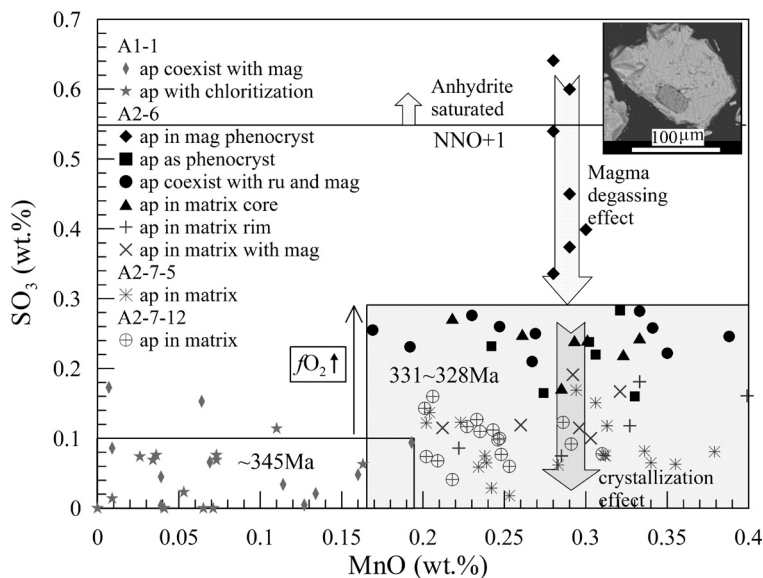 0.7
0.6
0.5
0.4
0.3
0.2
0.1
0
SO3 (wt.%)
A1-1
ap coexist with mag
ap with chloritization
A2-6
ap in mag phenocryst
ap as phenocryst
ap coexist with ru and mag
ap in matrix core
ap in matrix rim
ap in matrix with mag
A2-7-5
ap in matrix
A2-7-12
ap in matrix
Anhydrite
saturated
NNO+1
100μm
Magma
degassing
effect
fO2↑
331~328Ma
~345Ma
crystallization
effect
0 0.05 0.1 0.15 0.2 0.25 0.3 0.35 0.4
MnO (wt.%)